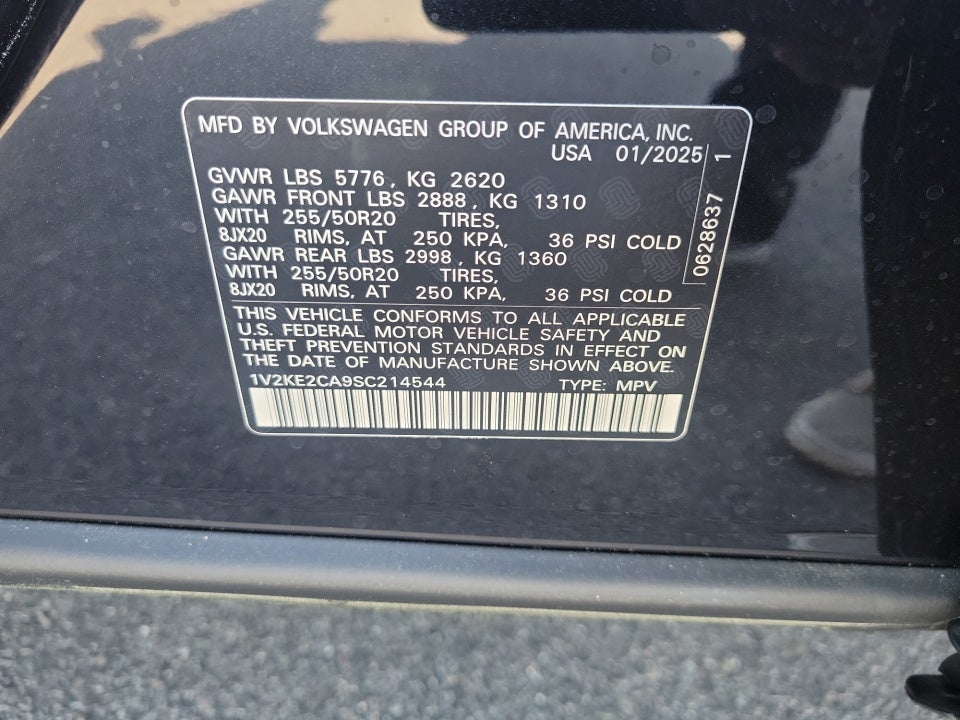 MFD BY VOLKSWAGEN GROUP OF AMERICA, INC.
USA 01/2025
GVWR LBS 5776, KG 2620
GAWR FRONT LBS 2888, KG 1310
WITH 255/50R20 TIRES,
8JX20 RIMS, AT 250 KPA, 36 PSI COLD
GAWR REAR LBS 2998, KG 1360
WITH 255/50R20 TIRES,
8JX20 RIMS, AT 250 KPA, 36 PSI COLD
THIS VEHICLE CONFORMS TO ALL APPLICABLE
U.S. FEDERAL MOTOR VEHICLE SAFETY AND
THEFT PREVENTION STANDARDS IN EFFECT ON
THE DATE OF MANUFACTURE SHOWN ABOVE.
1V2KE2CA9SC214544 TYPE: MPV
0628637 1